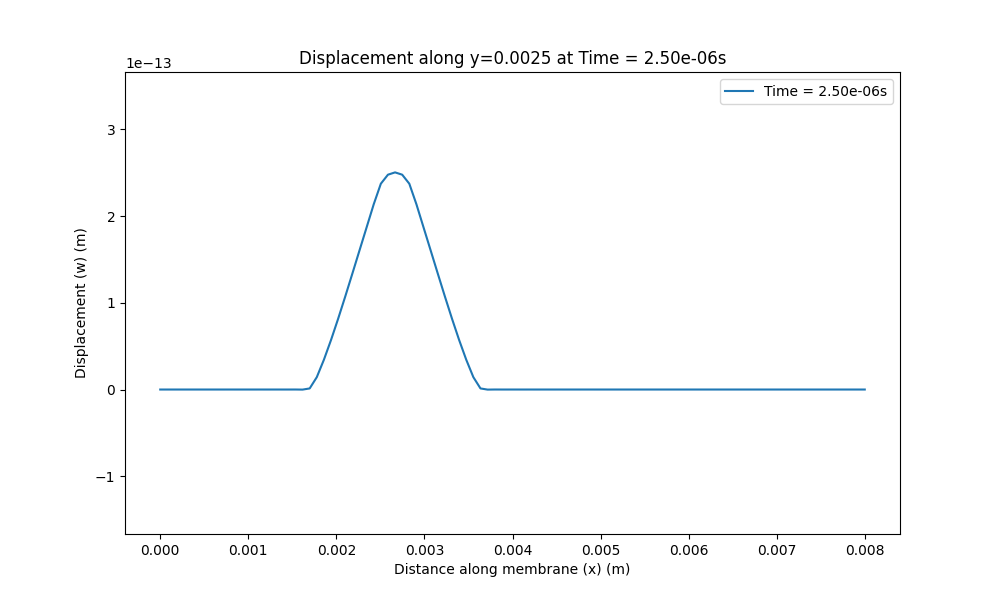 Displacement along y=0.0025 at Time = 2.50e-06s
1e−13
Time = 2.50e-06s
3
2
1
0
−1
Displacement (w) (m)
0.000 0.001 0.002 0.003 0.004 0.005 0.006 0.007 0.008
Distance along membrane (x) (m)